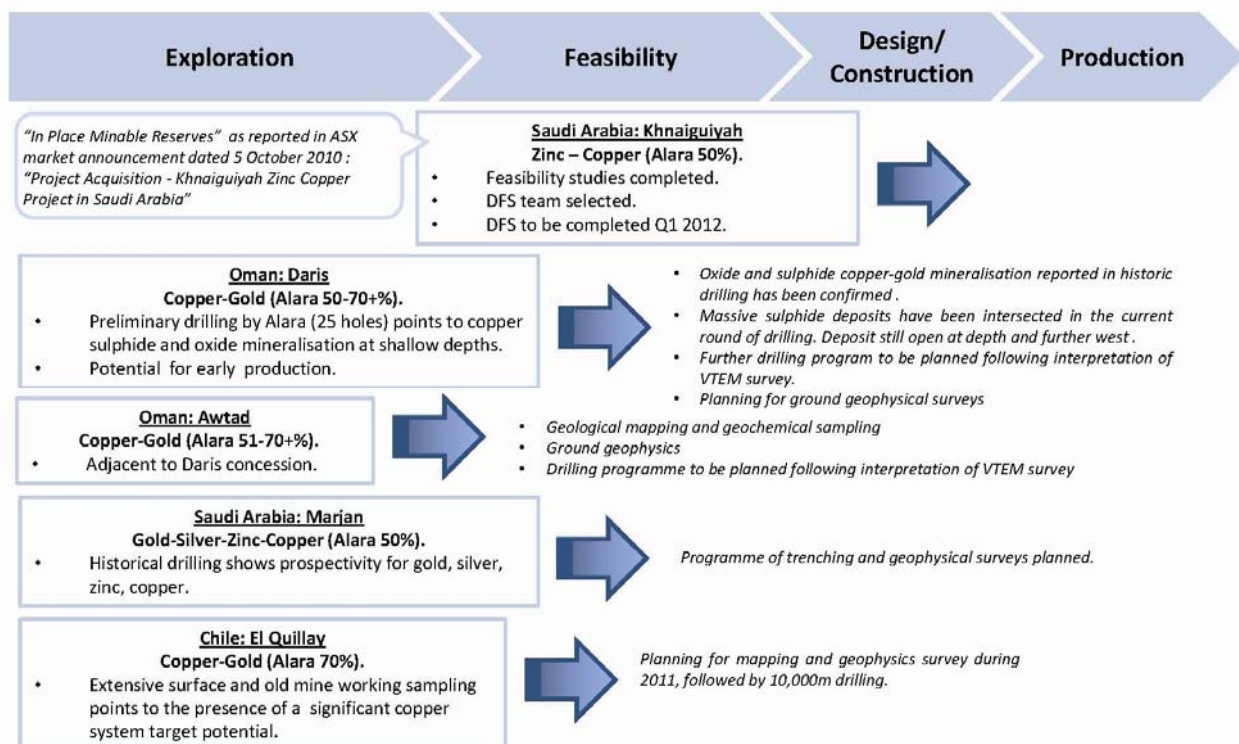 Exploration
Feasibility
Design/
Construction
Production
"In Place Minable Reserves" as reported in ASX
market announcement dated 5 October 2010 :
"Project Acquisition - Khnaiguiyah Zinc Copper
Project in Saudi Arabia"
Saudi Arabia: Khnaiguiyah
Zinc – Copper (Alara 50%).
• Feasibility studies completed.
• DFS team selected.
• DFS to be completed Q1 2012.
Oman: Daris
Copper-Gold (Alara 50-70+%).
• Preliminary drilling by Alara (25 holes) points to copper
sulphide and oxide mineralisation at shallow depths.
• Potential for early production.
• Oxide and sulphide copper-gold mineralisation reported in historic
drilling has been confirmed .
• Massive sulphide deposits have been intersected in the current
round of drilling. Deposit still open at depth and further west .
• Further drilling program to be planned following interpretation of
VTEM survey.
• Planning for ground geophysical surveys
Oman: Awtad
Copper-Gold (Alara 51-70+%).
• Adjacent to Daris concession.
• Geological mapping and geochemical sampling
• Ground geophysics
• Drilling programme to be planned following interpretation of VTEM survey
Saudi Arabia: Marjan
Gold-Silver-Zinc-Copper (Alara 50%).
• Historical drilling shows prospectivity for gold, silver,
zinc, copper.
Programme of trenching and geophysical surveys planned.
Chile: El Quillay
Copper-Gold (Alara 70%).
• Extensive surface and old mine working sampling
points to the presence of a significant copper
system target potential.
Planning for mapping and geophysics survey during
2011, followed by 10,000m drilling.